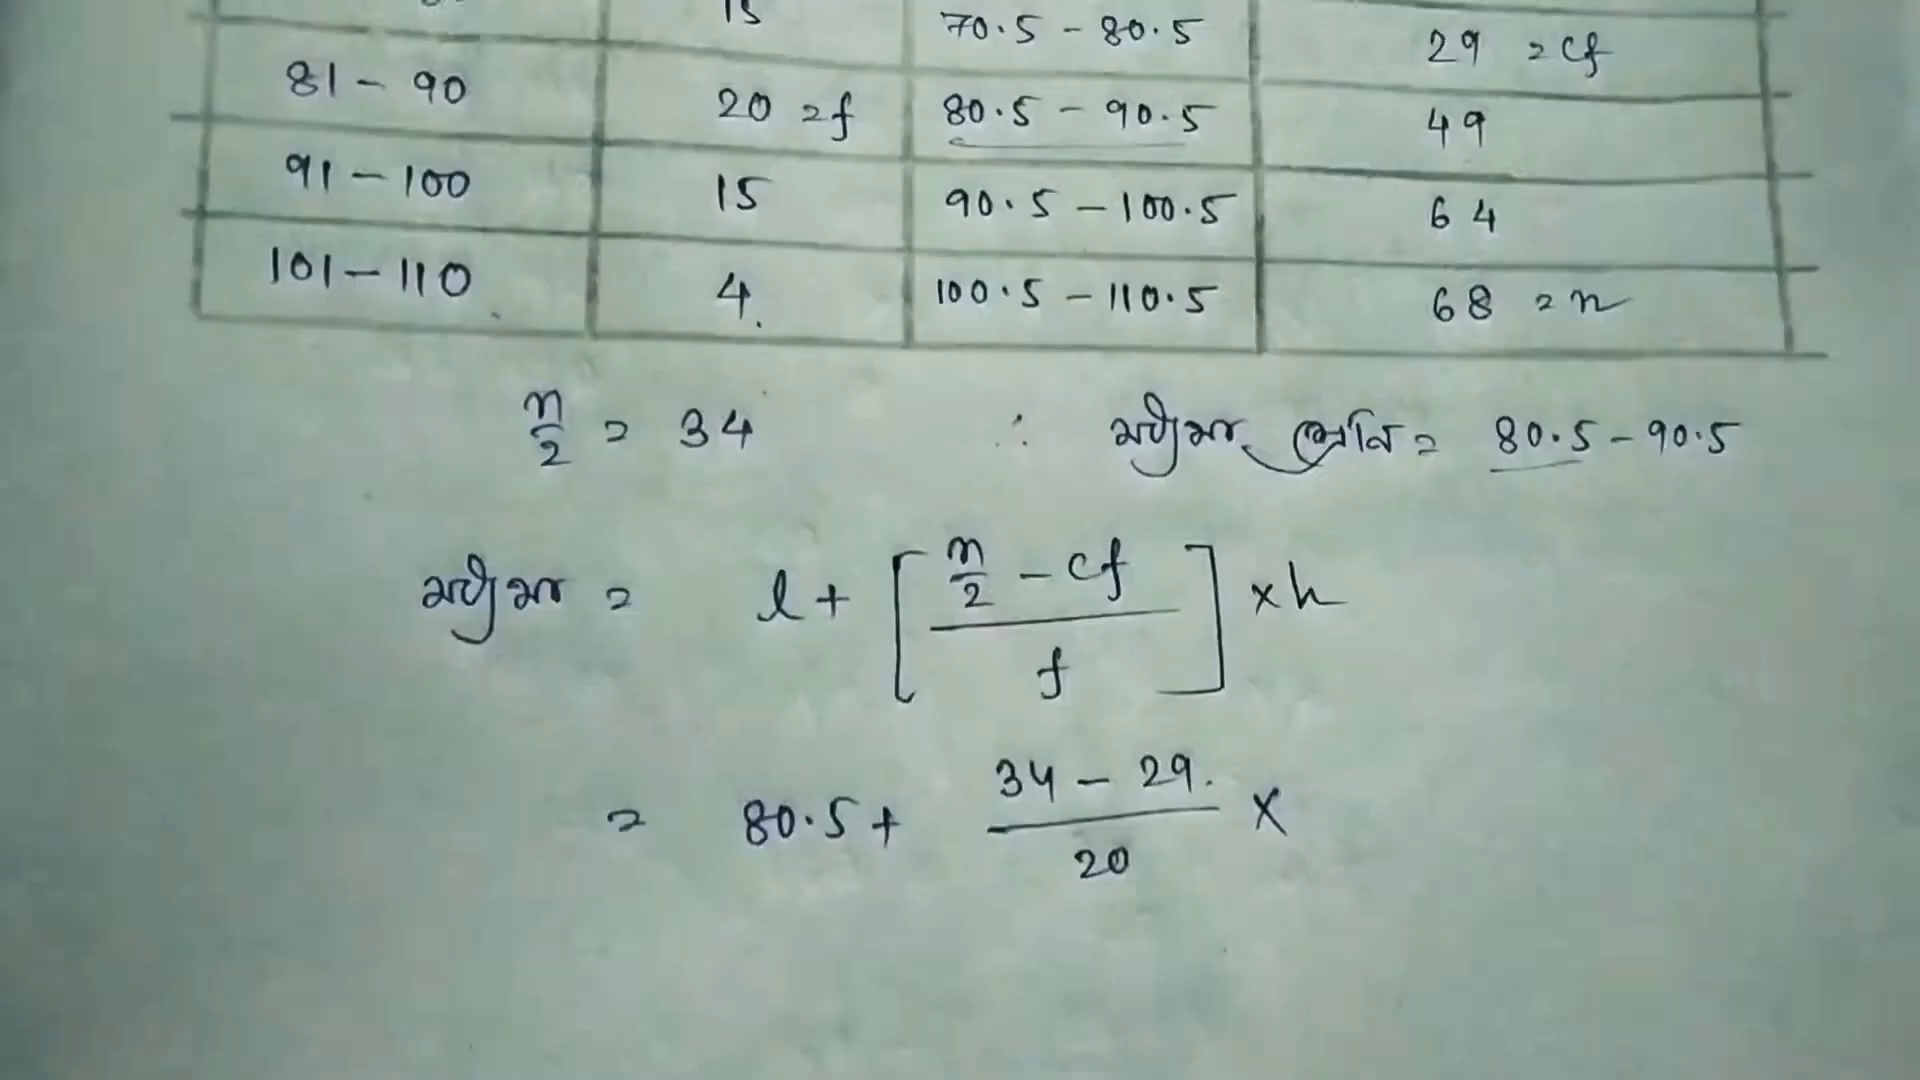 15 70.5 - 80.5 29 = cf
81 - 90 20 = f 80.5 - 90.5 49
91 - 100 15 90.5 - 100.5 64
101 - 110 4 100.5 - 110.5 68 = n
n/2 = 34 ∴ মধ্যমা শ্রেনি = 80.5 - 90.5
মধ্যমা = l + [ (n/2 - cf) / f ] × h
= 80.5 + (34 - 29) / 20 ×